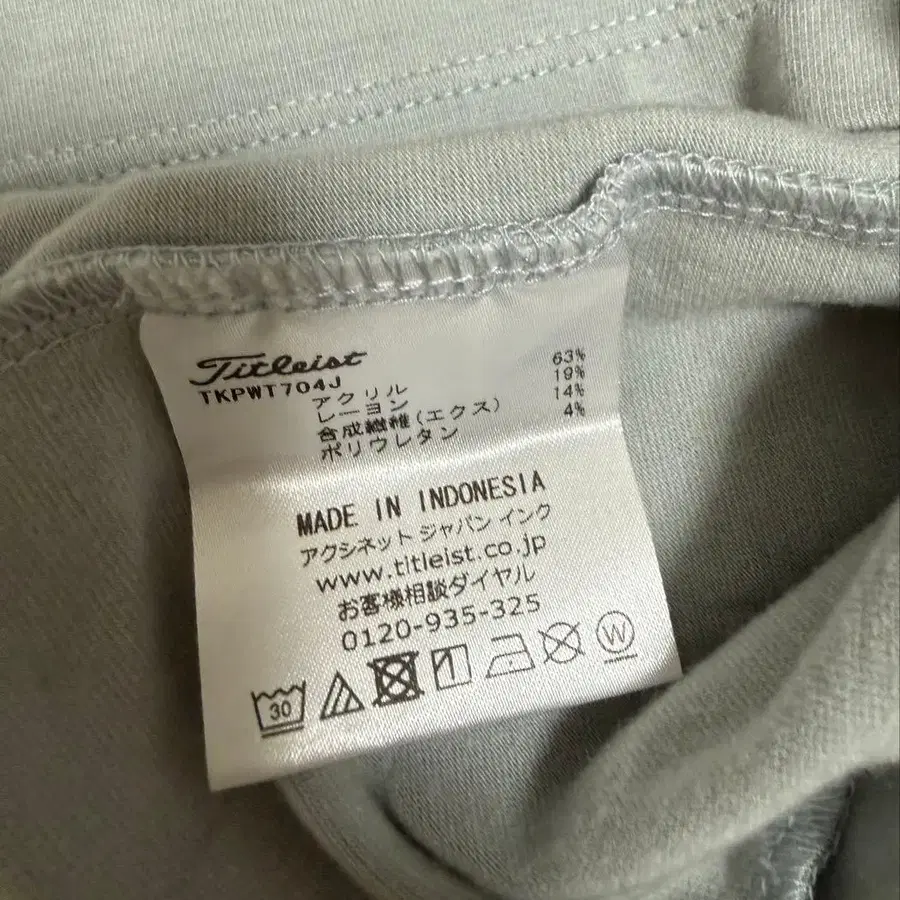 Titleist
TKPWT704J
アクリル 63%
レーヨン 19%
合成繊維(エクス) 14%
ポリウレタン 4%
MADE IN INDONESIA
アクシネット ジャパン インク
www.titleist.co.jp
お客様相談ダイヤル
0120-935-325
30
W